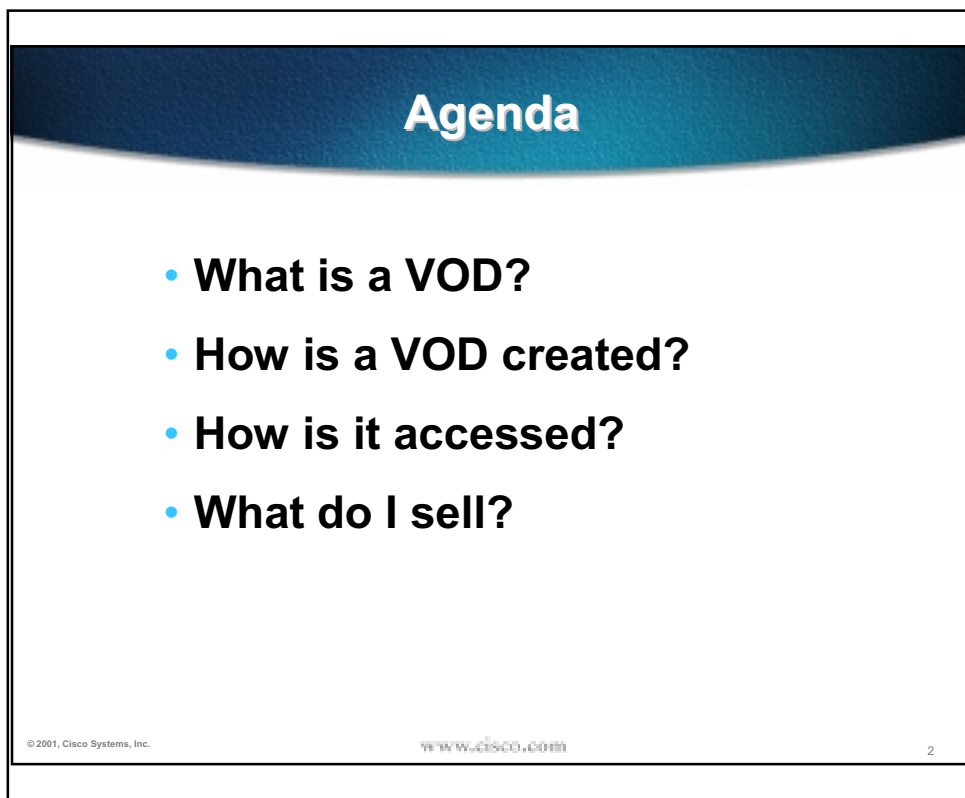 Agenda
• What is a VOD?
• How is a VOD created?
• How is it accessed?
• What do I sell?
© 2001, Cisco Systems, Inc.
www.cisco.com
2